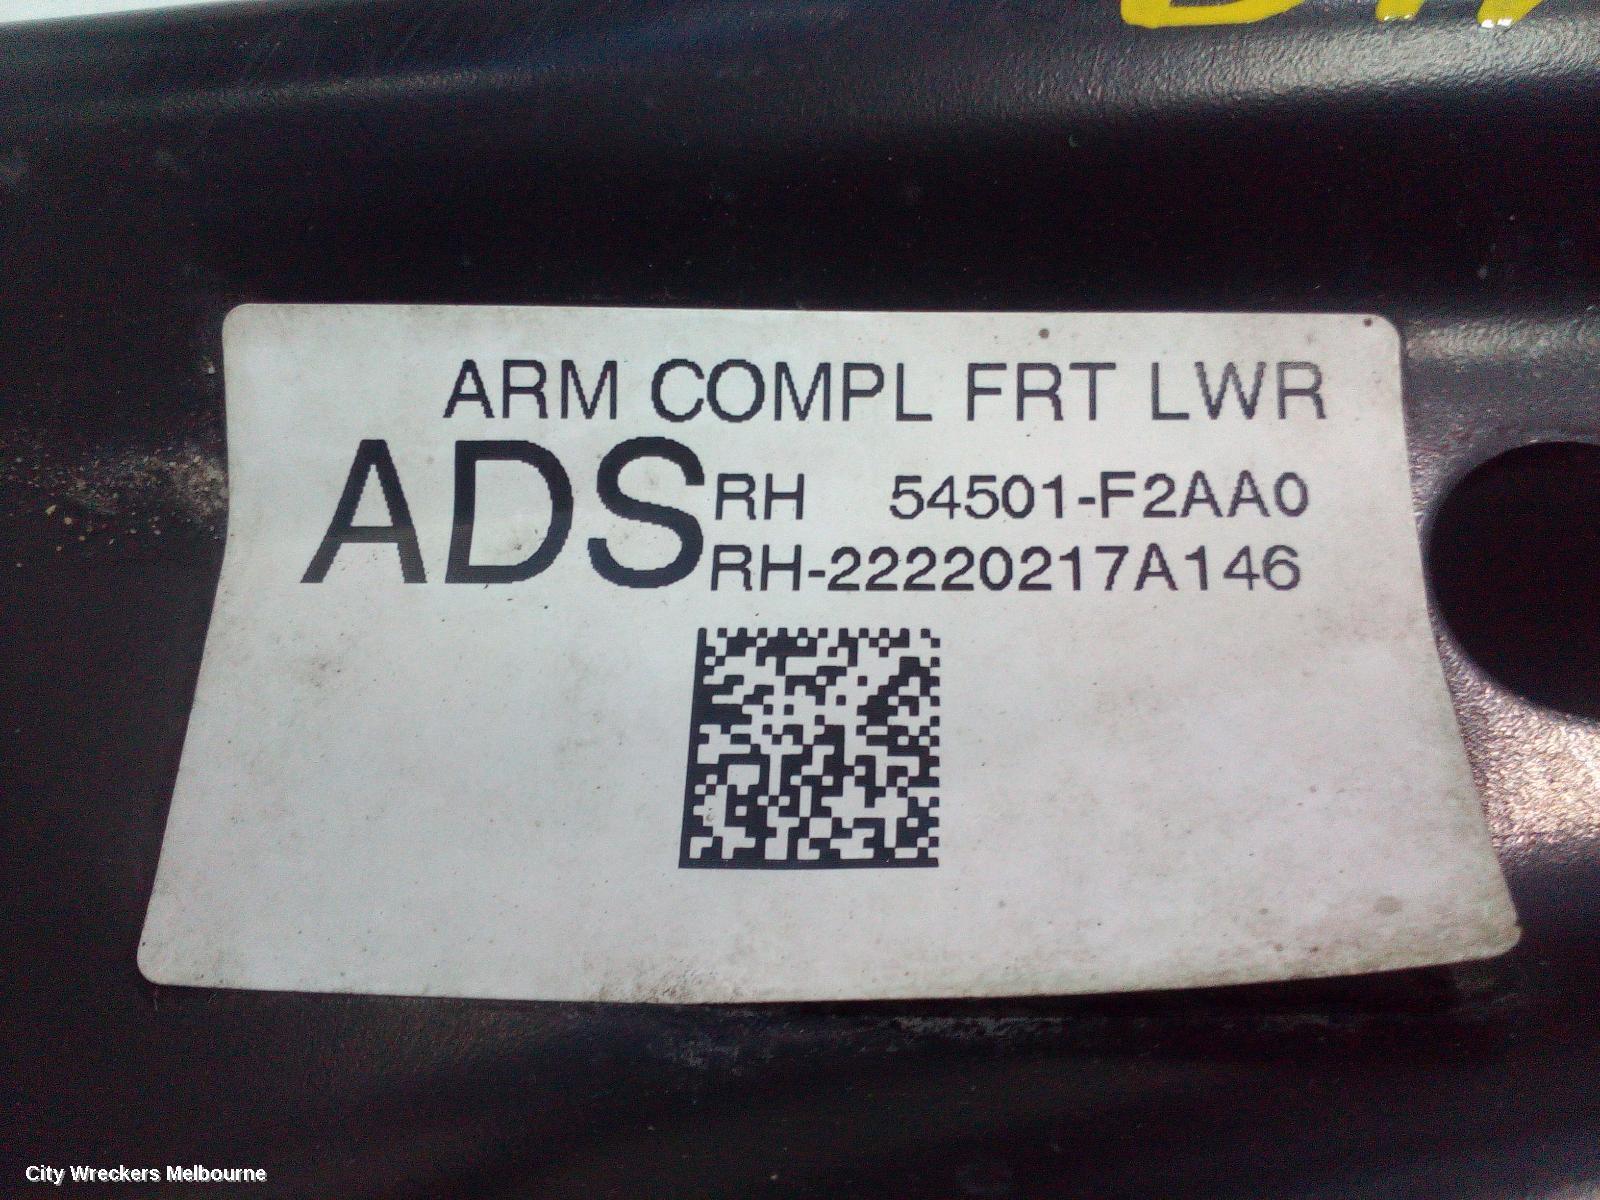 ARM COMPL FRT LWR
ADS RH 54501-F2AA0
RH-22220217A146
City Wreckers Melbourne